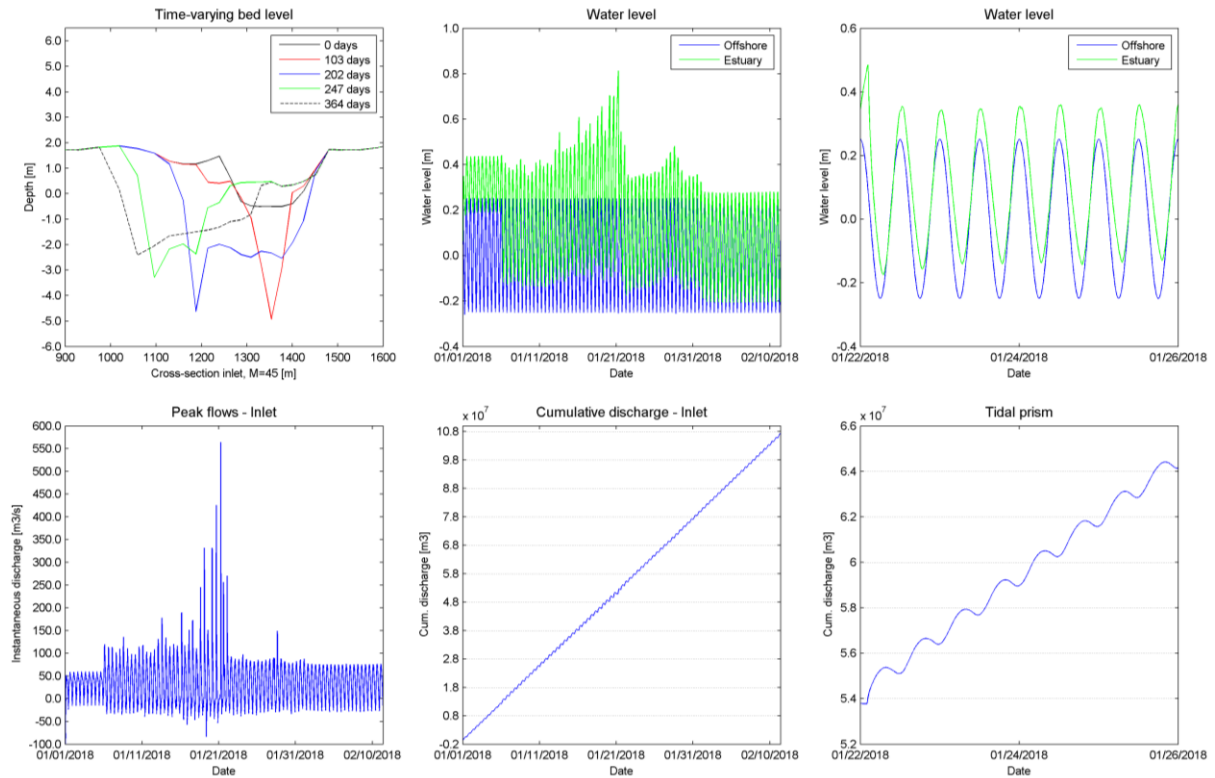 Time-varying bed level
6.0
5.0
4.0
3.0
2.0
1.0
0.0
-1.0
-2.0
-3.0
-4.0
-5.0
-6.0
Depth [m]
0 days
103 days
202 days
247 days
364 days
900 1000 1100 1200 1300 1400 1500 1600
Cross-section inlet, M=45 [m]
Water level
1.0
0.8
0.6
0.4
0.2
0.0
-0.2
-0.4
Water level [m]
Offshore
Estuary
01/01/2018 01/11/2018 01/21/2018 01/31/2018 02/10/2018
Date
Water level
0.6
0.4
0.2
0.0
-0.2
-0.4
Water level [m]
Offshore
Estuary
01/22/2018 01/24/2018 01/26/2018
Date
Peak flows - Inlet
600.0
550.0
500.0
450.0
400.0
350.0
300.0
250.0
200.0
150.0
100.0
50.0
0.0
-50.0
-100.0
Instantaneous discharge [m3/s]
01/01/2018 01/11/2018 01/21/2018 01/31/2018 02/10/2018
Date
Cumulative discharge - Inlet
x 10^7
10.8
9.8
8.8
7.8
6.8
5.8
4.8
3.8
2.8
1.8
0.8
-0.2
Cum. discharge [m3]
01/01/2018 01/11/2018 01/21/2018 01/31/2018 02/10/2018
Date
Tidal prism
x 10^7
6.6
6.4
6.2
6
5.8
5.6
5.4
5.2
Cum. discharge [m3]
01/22/2018 01/24/2018 01/26/2018
Date